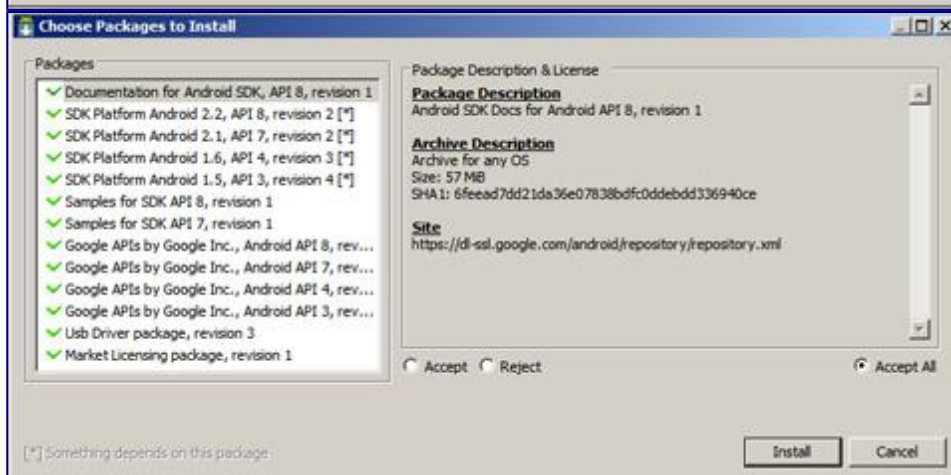 Choose Packages to Install
Packages
Documentation for Android SDK, API 8, revision 1
SDK Platform Android 2.2, API 8, revision 2 [*]
SDK Platform Android 2.1, API 7, revision 2 [*]
SDK Platform Android 1.6, API 4, revision 3 [*]
SDK Platform Android 1.5, API 3, revision 4 [*]
Samples for SDK API 8, revision 1
Samples for SDK API 7, revision 1
Google APIs by Google Inc., Android API 8, rev...
Google APIs by Google Inc., Android API 7, rev...
Google APIs by Google Inc., Android API 4, rev...
Google APIs by Google Inc., Android API 3, rev...
Usb Driver package, revision 3
Market Licensing package, revision 1
Package Description & License
Package Description
Android SDK Docs for Android API 8, revision 1
Archive Description
Archive for any OS
Size: 57 MiB
SHA1: 6feead7dd21da36e07838bdfc0ddebdd336940ce
Site
https://dl-ssl.google.com/android/repository/repository.xml
Accept Reject Accept All
[*] Something depends on this package
Install Cancel